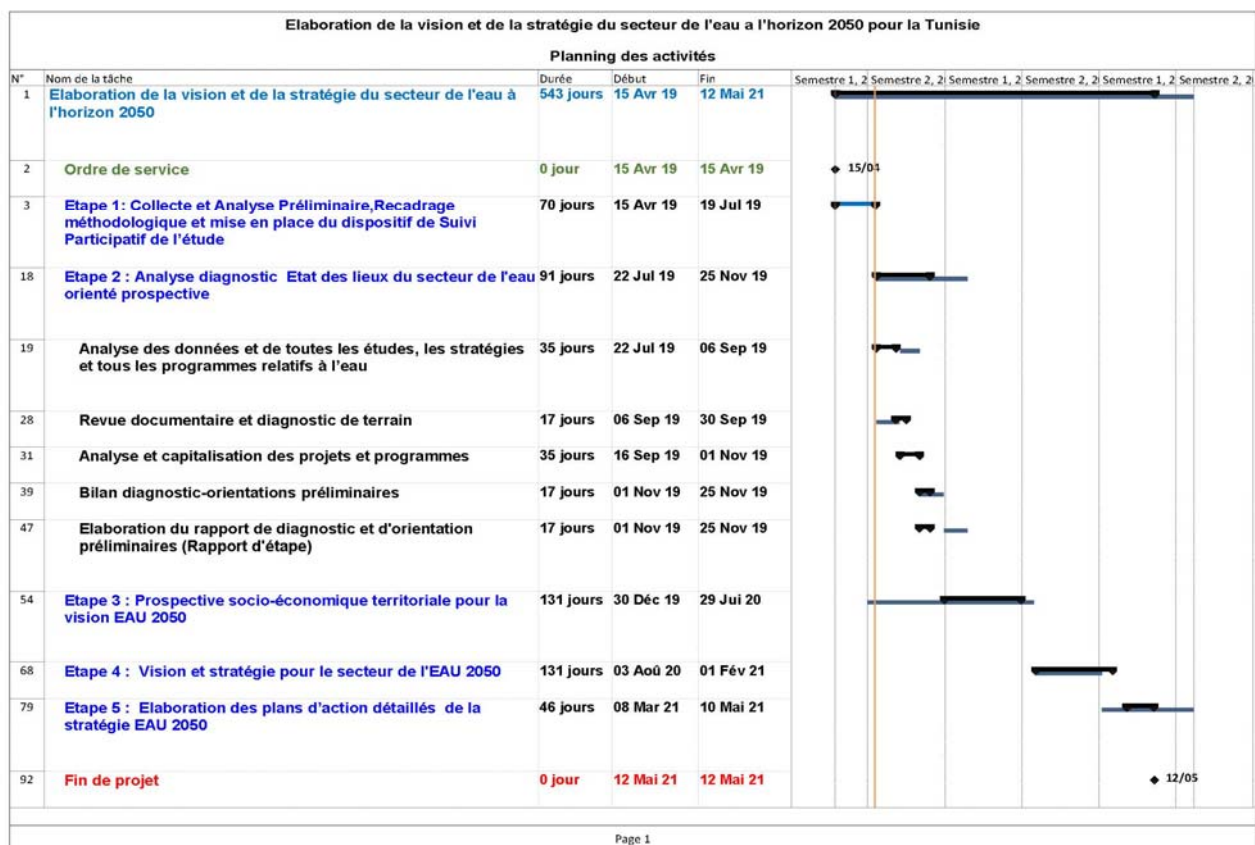 Elaboration de la vision et de la stratégie du secteur de l'eau a l'horizon 2050 pour la Tunisie
Planning des activités
N° Nom de la tâche Durée Début Fin Semestre 1, 2 Semestre 2, 2 Semestre 1, 2 Semestre 2, 2 Semestre 1, 2 Semestre 2, 2
1 Elaboration de la vision et de la stratégie du secteur de l'eau à 543 jours 15 Avr 19 12 Mai 21
l'horizon 2050
2 Ordre de service 0 jour 15 Avr 19 15 Avr 19 15/04
3 Etape 1: Collecte et Analyse Préliminaire,Recadrage 70 jours 15 Avr 19 19 Jul 19
méthodologique et mise en place du dispositif de Suivi
Participatif de l'étude
18 Etape 2 : Analyse diagnostic Etat des lieux du secteur de l'eau 91 jours 22 Jul 19 25 Nov 19
orienté prospective
19 Analyse des données et de toutes les études, les stratégies 35 jours 22 Jul 19 06 Sep 19
et tous les programmes relatifs à l'eau
28 Revue documentaire et diagnostic de terrain 17 jours 06 Sep 19 30 Sep 19
31 Analyse et capitalisation des projets et programmes 35 jours 16 Sep 19 01 Nov 19
39 Bilan diagnostic-orientations préliminaires 17 jours 01 Nov 19 25 Nov 19
47 Elaboration du rapport de diagnostic et d'orientation 17 jours 01 Nov 19 25 Nov 19
préliminaires (Rapport d'étape)
54 Etape 3 : Prospective socio-économique territoriale pour la 131 jours 30 Déc 19 29 Jui 20
vision EAU 2050
68 Etape 4 : Vision et stratégie pour le secteur de l'EAU 2050 131 jours 03 Aoû 20 01 Fév 21
79 Etape 5 : Elaboration des plans d'action détaillés de la 46 jours 08 Mar 21 10 Mai 21
stratégie EAU 2050
92 Fin de projet 0 jour 12 Mai 21 12 Mai 21 12/05
Page 1